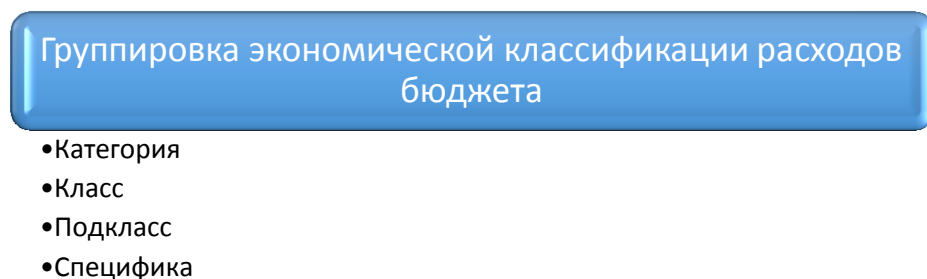 Группировка экономической классификации расходов
бюджета
•Категория
•Класс
•Подкласс
•Специфика